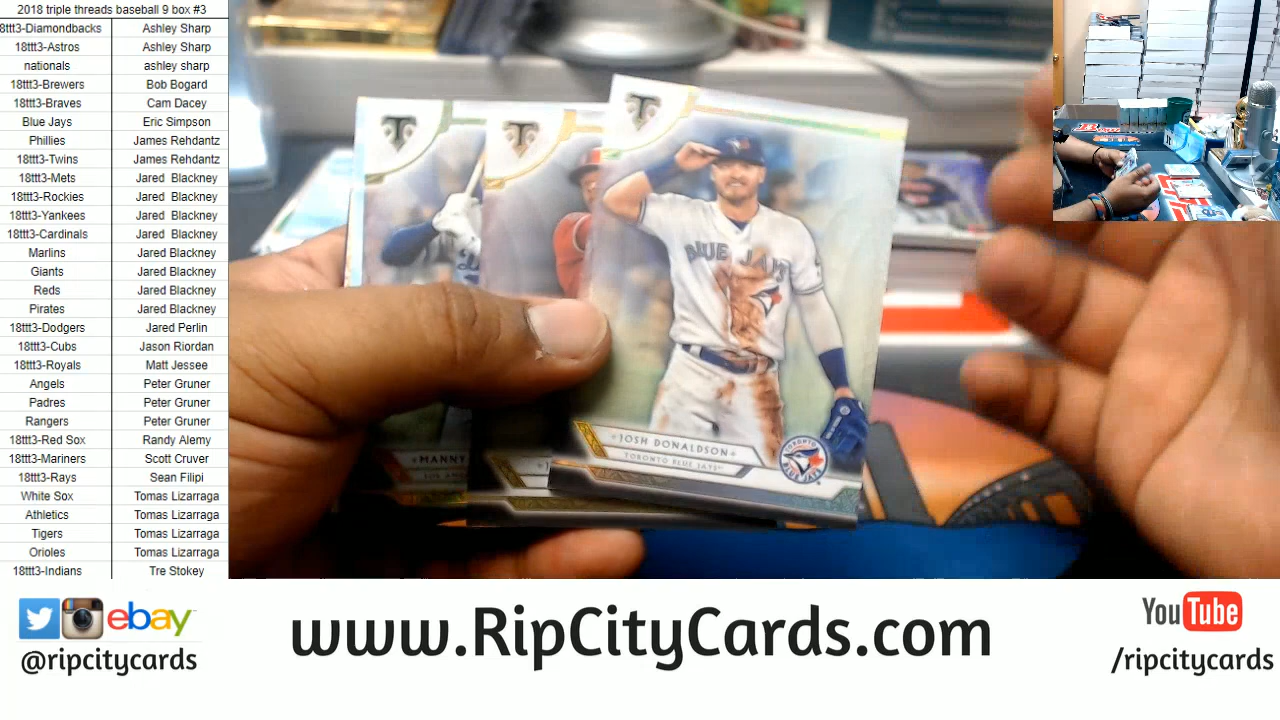 2018 triple threads baseball 9 box #3
8ttt3-Diamondbacks Ashley Sharp
18ttt3-Astros Ashley Sharp
nationals ashley sharp
18ttt3-Brewers Bob Bogard
18ttt3-Braves Cam Dacey
Blue Jays Eric Simpson
Phillies James Rehdantz
18ttt3-Twins James Rehdantz
18ttt3-Mets Jared Blackney
18ttt3-Rockies Jared Blackney
18ttt3-Yankees Jared Blackney
18ttt3-Cardinals Jared Blackney
Marlins Jared Blackney
Giants Jared Blackney
Reds Jared Blackney
Pirates Jared Blackney
18ttt3-Dodgers Jared Perlin
18ttt3-Cubs Jason Riordan
18ttt3-Royals Matt Jessee
Angels Peter Gruner
Padres Peter Gruner
Rangers Peter Gruner
18ttt3-Red Sox Randy Alemy
18ttt3-Mariners Scott Cruver
18ttt3-Rays Sean Filipi
White Sox Tomas Lizarraga
Athletics Tomas Lizarraga
Tigers Tomas Lizarraga
Orioles Tomas Lizarraga
18ttt3-Indians Tre Stokey
T
T
T
BLUE JAYS
JOSH DONALDSON
TORONTO BLUE JAYS
TORONTO
BLUE JAYS
MANNY
ebay
@ripcitycards
www.RipCityCards.com
YouTube
/ripcitycards